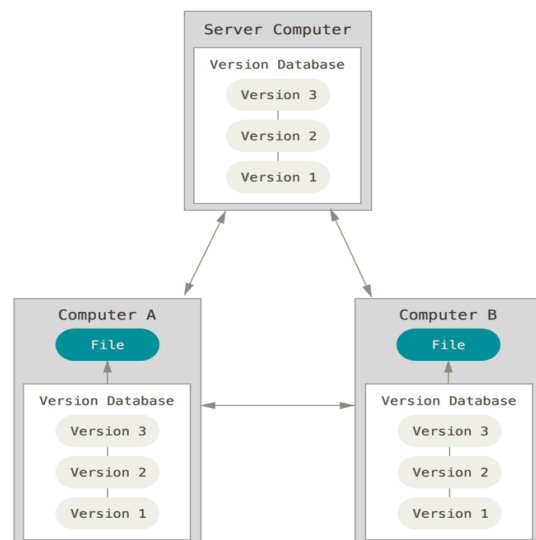 Server Computer
Version Database
Version 3
Version 2
Version 1
Computer A
File
Version Database
Version 3
Version 2
Version 1
Computer B
File
Version Database
Version 3
Version 2
Version 1